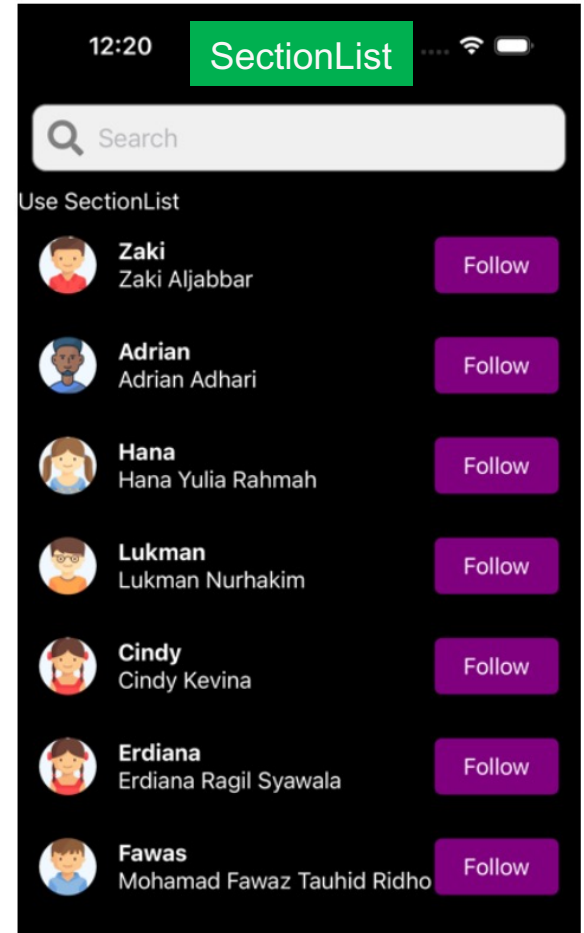 12:20
SectionList
Search
Use SectionList
Zaki
Zaki Aljabbar
Follow
Adrian
Adrian Adhari
Follow
Hana
Hana Yulia Rahmah
Follow
Lukman
Lukman Nurhakim
Follow
Cindy
Cindy Kevina
Follow
Erdiana
Erdiana Ragil Syawala
Follow
Fawas
Mohamad Fawaz Tauhid Ridho
Follow